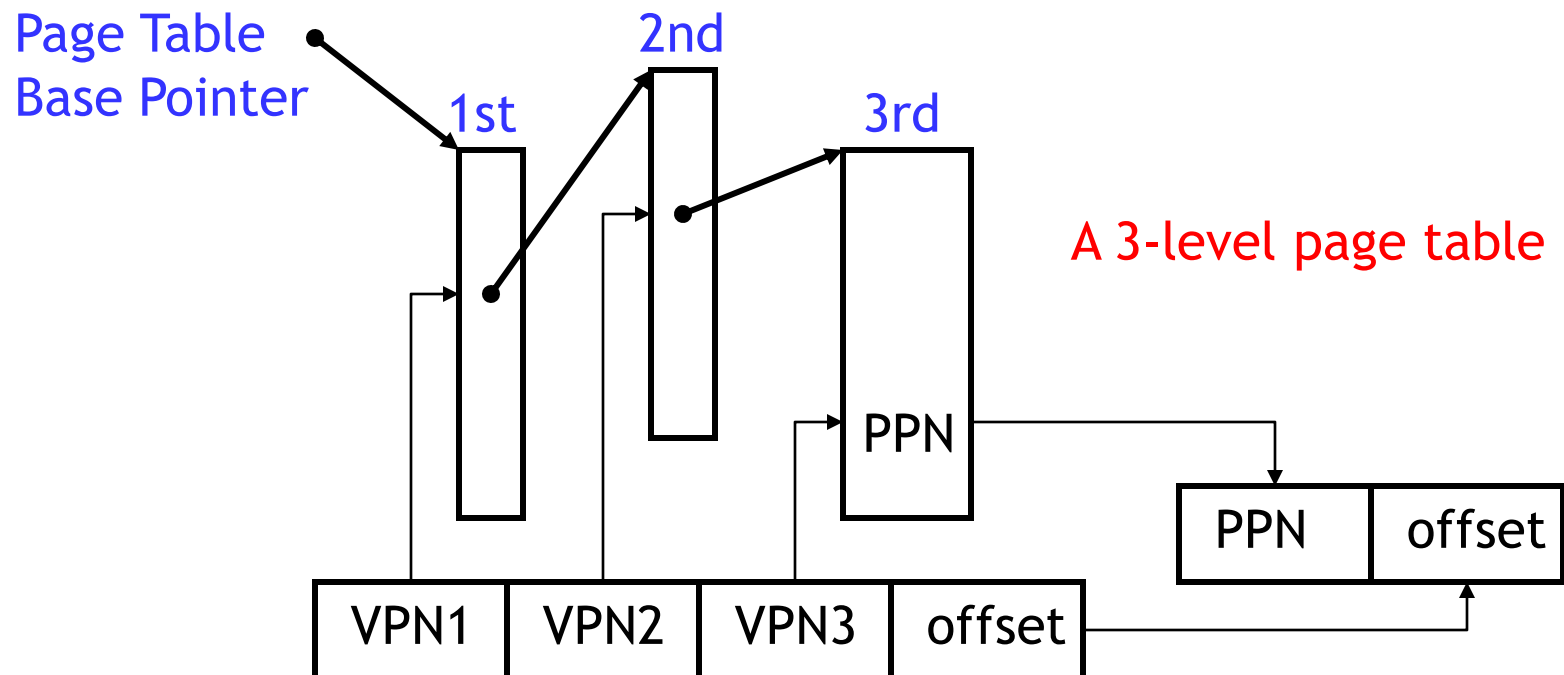 Page Table
Base Pointer
1st
2nd
3rd
A 3-level page table
PPN
PPN
offset
VPN1
VPN2
VPN3
offset